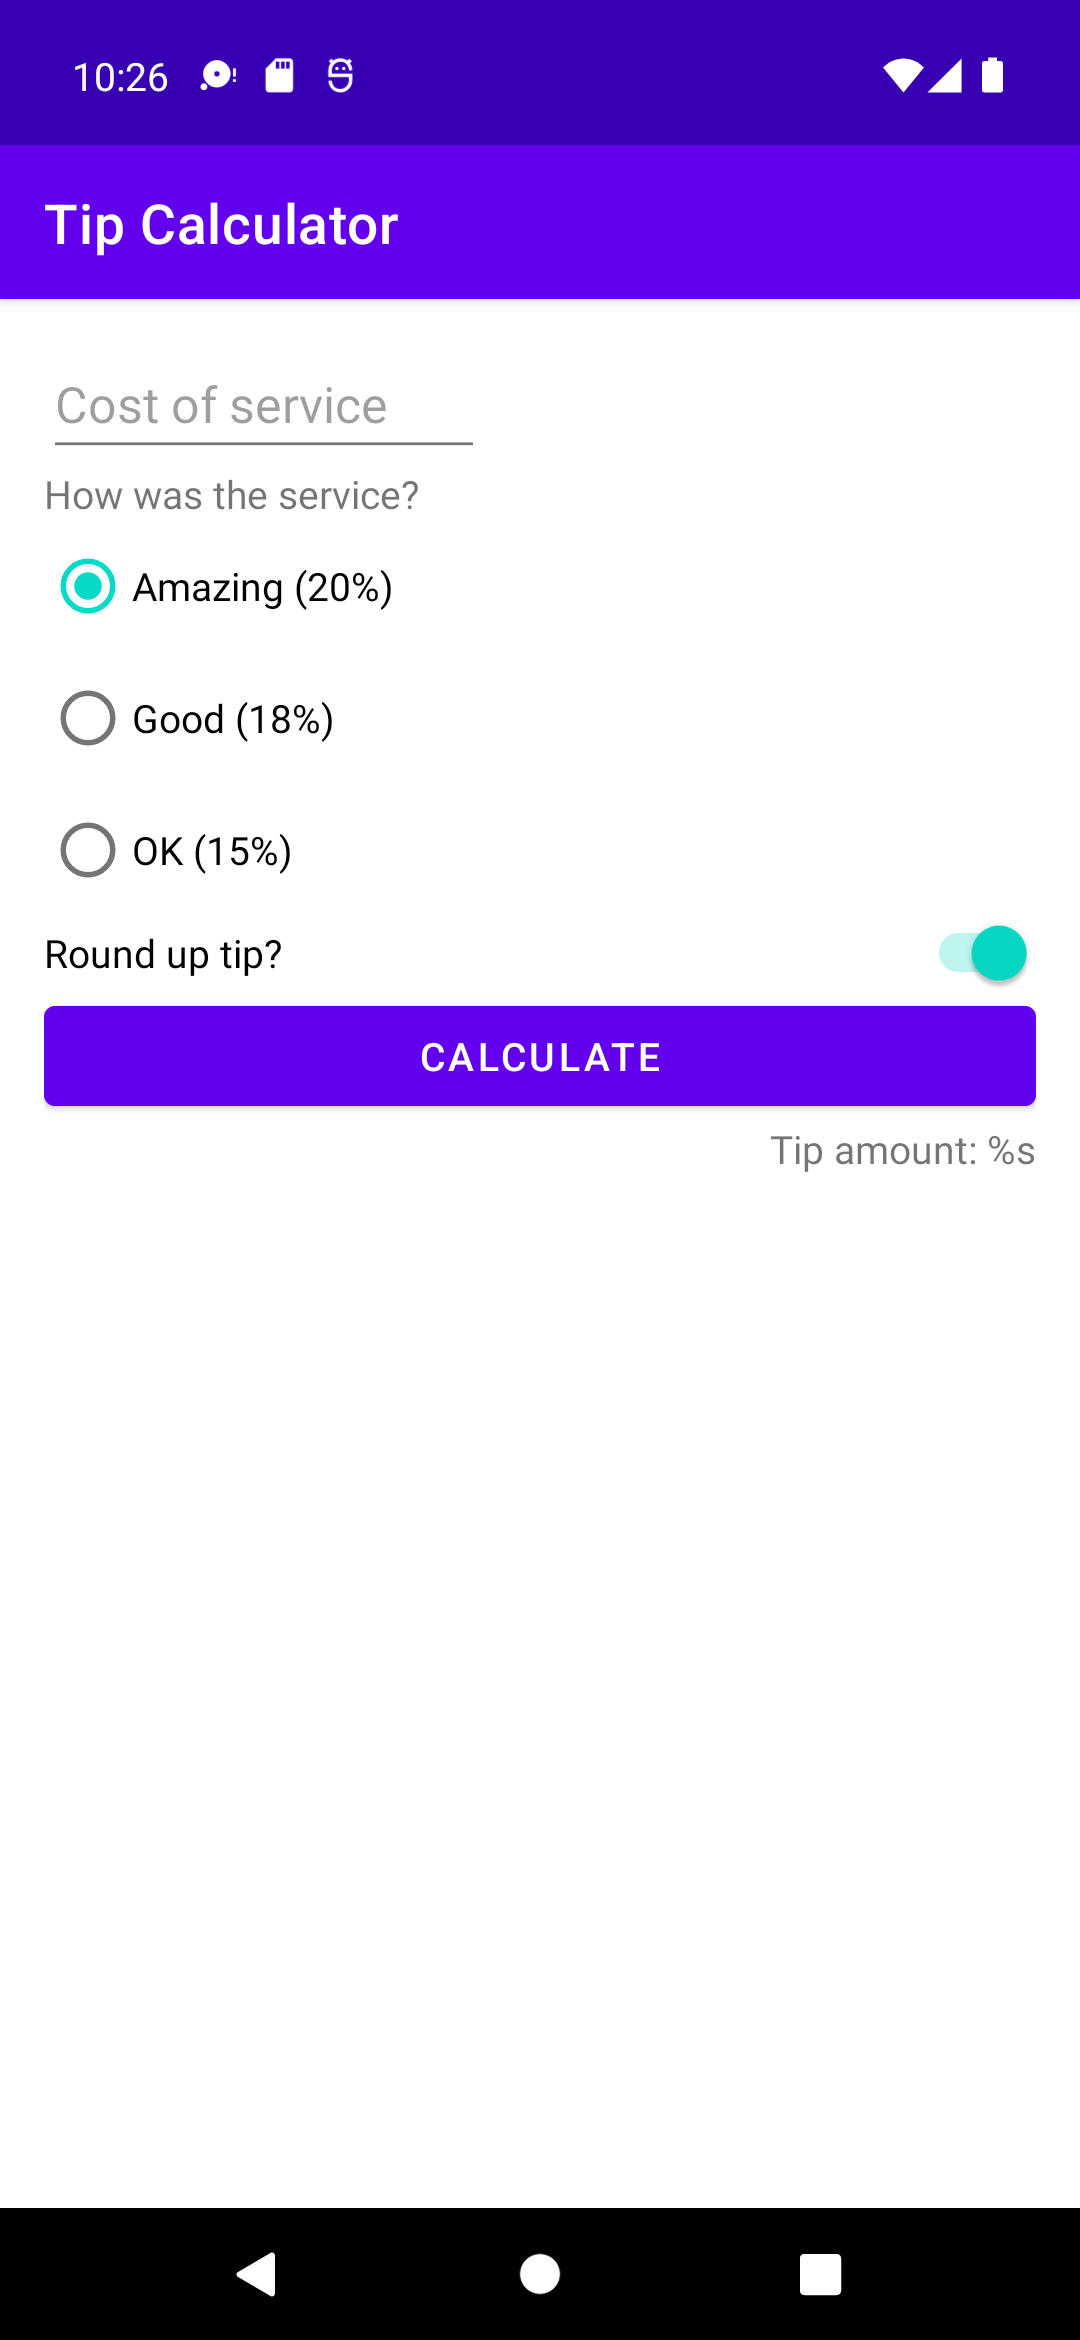 10:26
Tip Calculator
Cost of service
How was the service?
Amazing (20%)
Good (18%)
OK (15%)
Round up tip?
CALCULATE
Tip amount: %s